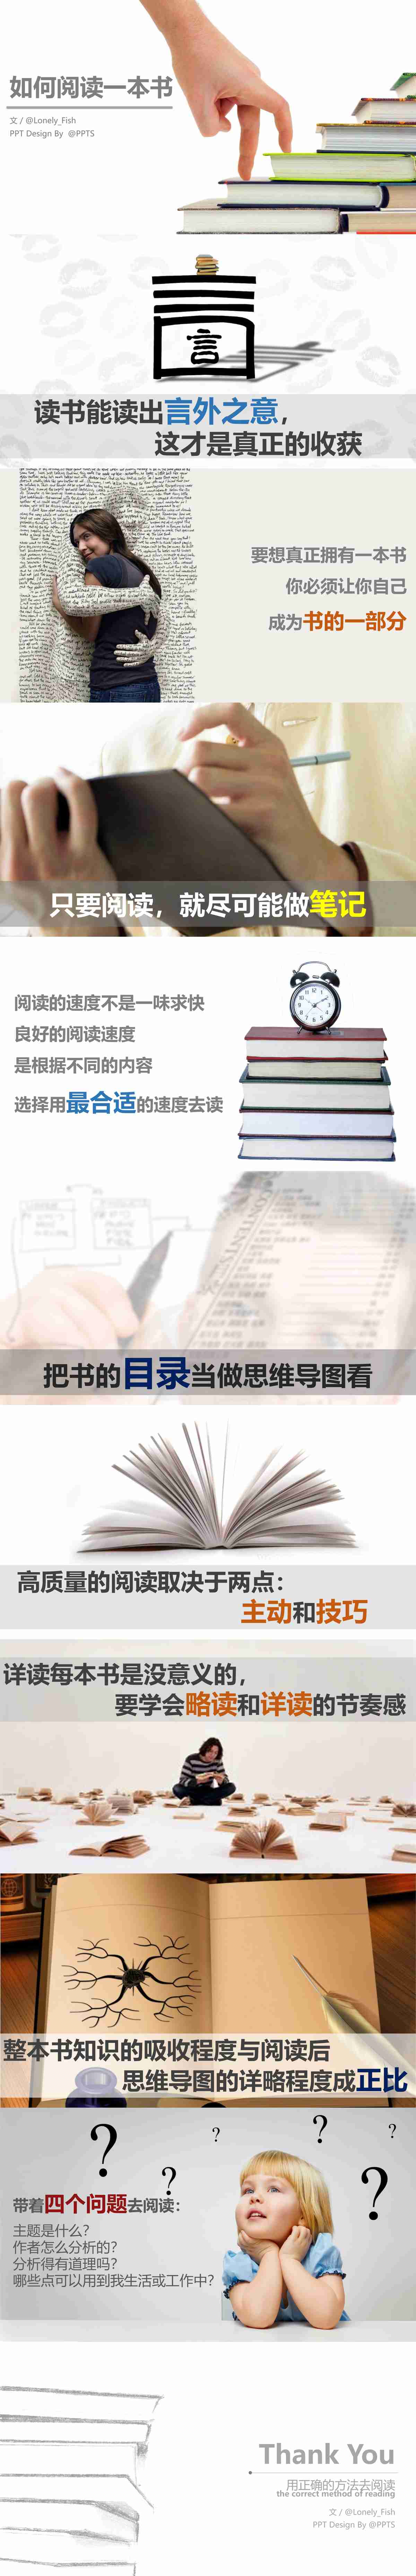 如何阅读一本书
文 / @Lonely_Fish
PPT Design By @PPTS
言
读书能读出言外之意，
这才是真正的收获
要想真正拥有一本书
你必须让你自己
成为书的一部分
只要阅读，就尽可能做笔记
阅读的速度不是一味求快
良好的阅读速度
是根据不同的内容
选择用最合适的速度去读
把书的目录当做思维导图看
高质量的阅读取决于两点：
主动和技巧
详读每本书是没意义的，
要学会略读和详读的节奏感
整本书知识的吸收程度与阅读后
思维导图的详略程度成正比
? ? ? ? ? ?
带着四个问题去阅读：
主题是什么？
作者怎么分析的？
分析得有道理吗？
哪些点可以用到我生活或工作中？
Thank You
用正确的方法去阅读
the correct method of reading
文 / @Lonely_Fish
PPT Design By @PPTS